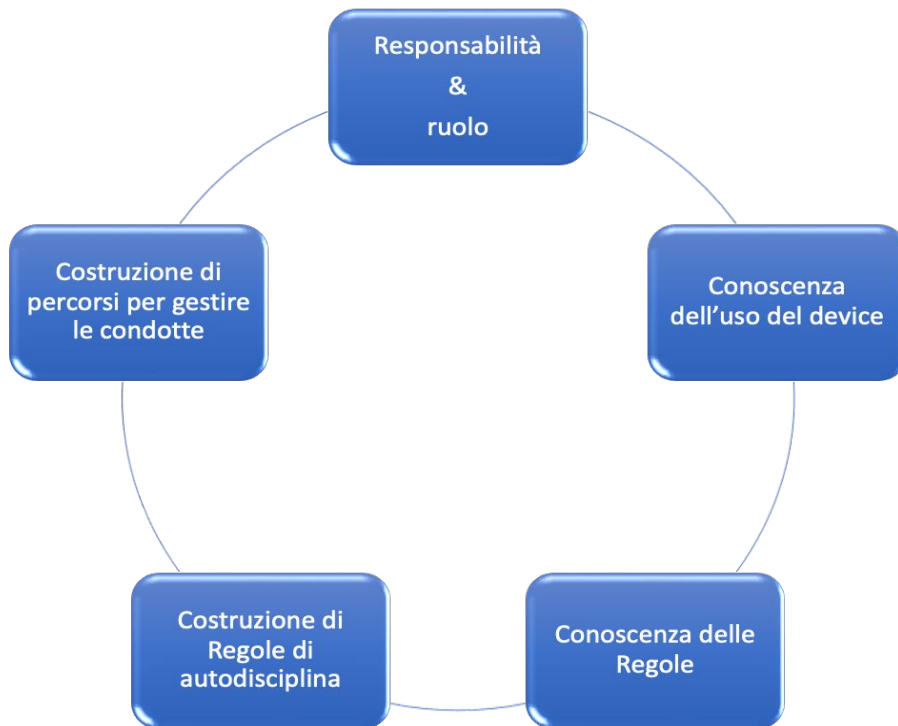 Responsabilità
&
ruolo
Conoscenza
dell’uso del device
Conoscenza delle
Regole
Costruzione di
Regole di
autodisciplina
Costruzione di
percorsi per gestire
le condotte